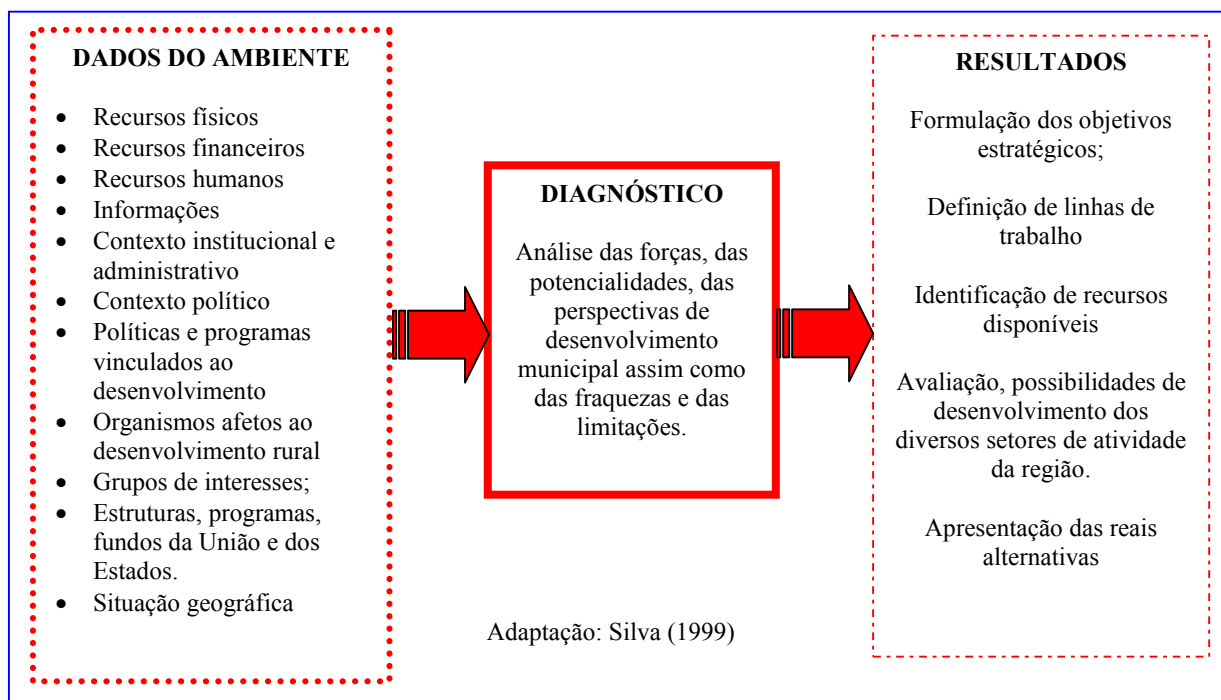 DADOS DO AMBIENTE
• Recursos físicos
• Recursos financeiros
• Recursos humanos
• Informações
• Contexto institucional e
administrativo
• Contexto político
• Políticas e programas
vinculados ao
desenvolvimento
• Organismos afetos ao
desenvolvimento rural
• Grupos de interesses;
• Estruturas, programas,
fundos da União e dos
Estados.
• Situação geográfica
DIAGNÓSTICO
Análise das forças, das
potencialidades, das
perspectivas de
desenvolvimento
municipal assim como
das fraquezas e das
limitações.
RESULTADOS
Formulação dos objetivos
estratégicos;
Definição de linhas de
trabalho
Identificação de recursos
disponíveis
Avaliação, possibilidades de
desenvolvimento dos
diversos setores de atividade
da região.
Apresentação das reais
alternativas
Adaptação: Silva (1999)